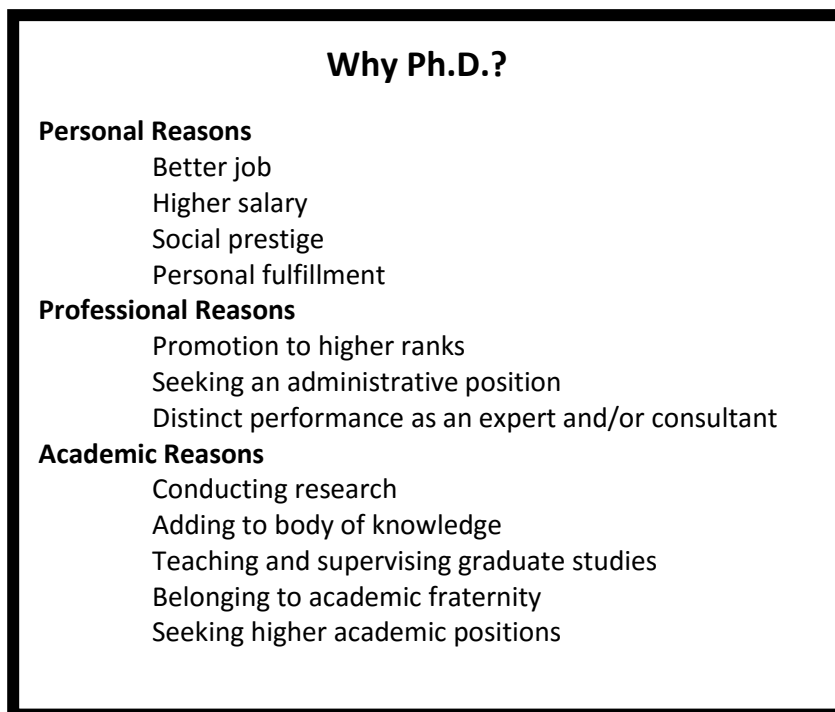 Why Ph.D.?
Personal Reasons
Better job
Higher salary
Social prestige
Personal fulfillment
Professional Reasons
Promotion to higher ranks
Seeking an administrative position
Distinct performance as an expert and/or consultant
Academic Reasons
Conducting research
Adding to body of knowledge
Teaching and supervising graduate studies
Belonging to academic fraternity
Seeking higher academic positions